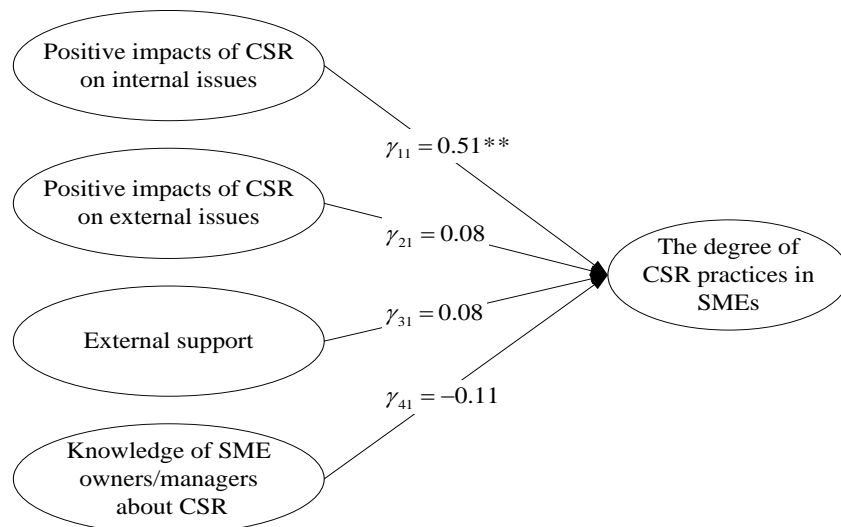 Positive impacts of CSR
on internal issues
γ11 = 0.51**
Positive impacts of CSR
on external issues
γ21 = 0.08
The degree of
CSR practices in
SMEs
External support
γ31 = 0.08
γ41 = −0.11
Knowledge of SME
owners/managers
about CSR